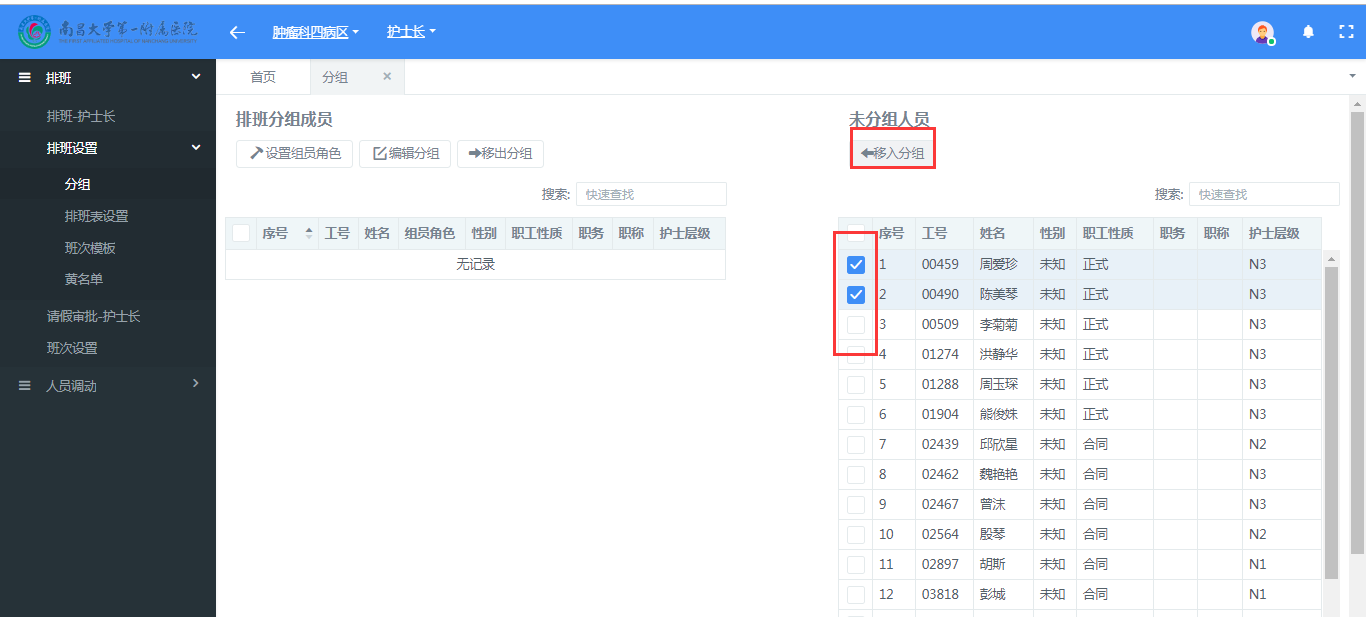 南昌大学第一附属医院
THE FIRST AFFILIATED HOSPITAL OF NANCHANG UNIVERSITY
肿瘤科四病区 护士长
排班
排班-护士长
排班设置
分组
排班表设置
班次模板
黄名单
请假审批-护士长
班次设置
人员调动
首页 分组 ×
排班分组成员
设置组员角色 编辑分组 移出分组
搜索: 快速查找
序号 工号 姓名 组员角色 性别 职工性质 职务 职称 护士层级
无记录
未分组人员
移入分组
搜索: 快速查找
序号 工号 姓名 性别 职工性质 职务 职称 护士层级
1 00459 周爱珍 未知 正式 N3
2 00490 陈美琴 未知 正式 N3
3 00509 李菊菊 未知 正式 N3
4 01274 洪静华 未知 正式 N3
5 01288 周玉琛 未知 正式 N3
6 01904 熊俊姝 未知 正式 N3
7 02439 邱欣星 未知 合同 N2
8 02462 魏艳艳 未知 合同 N3
9 02467 曾沫 未知 合同 N3
10 02564 殷琴 未知 合同 N2
11 02897 胡斯 未知 合同 N1
12 03818 彭城 未知 合同 N1